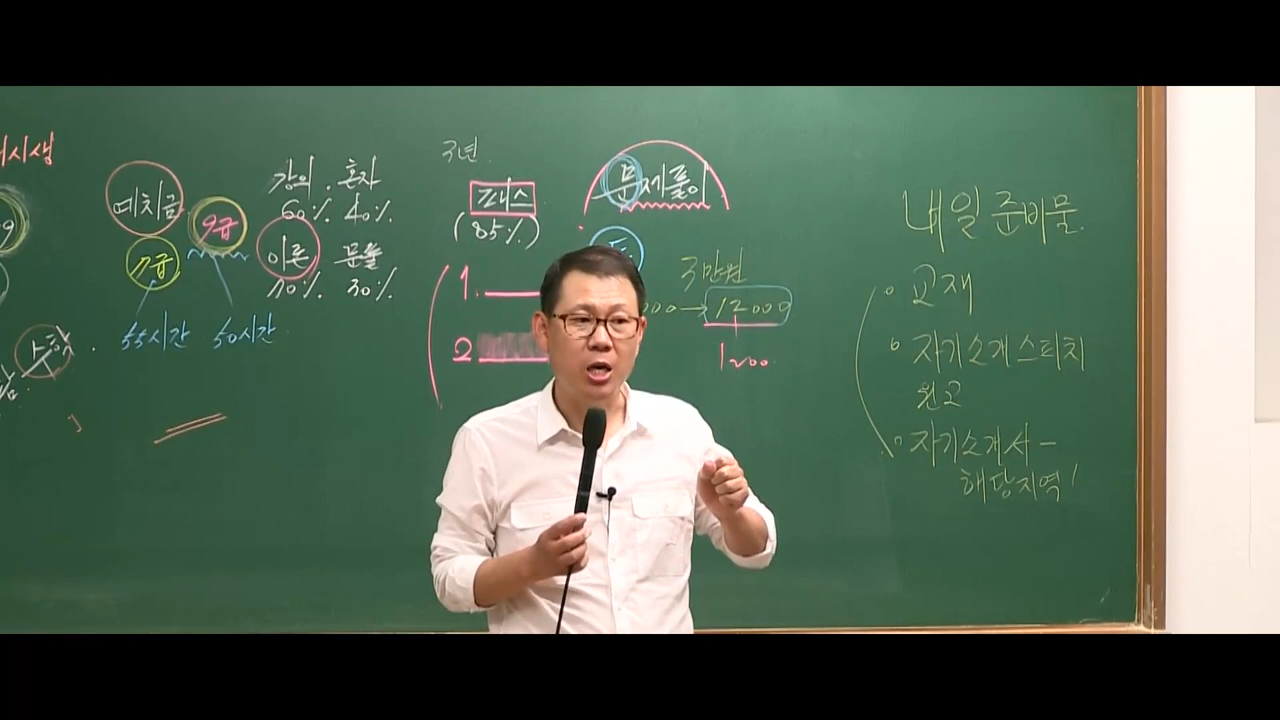 시생
예치금
9급
7급
55시간 50시간
강의. 혼자
60% 40%
이론 문풀
70% 30%
3년.
(85%)
1.
2
문제풀이
3만원
000→12000
1200
내일 준비물
교재
자기소개 스피치
원고
자기소개서 -
해당지역!